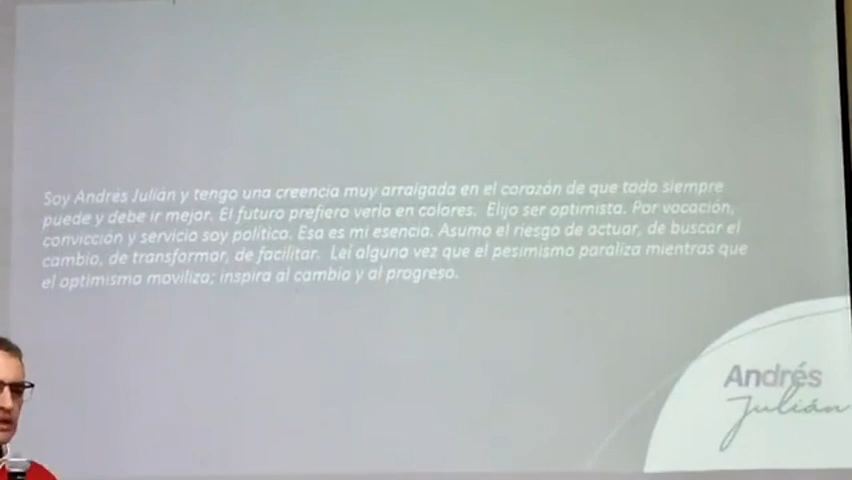 Soy Andrés Julián y tengo una creencia muy arraigada en el corazón de que todo siempre
puede y debe ir mejor. El futuro prefiero verlo en colores. Elijo ser optimista. Por vocación,
convicción y servicio soy político. Esa es mi esencia. Asumo el riesgo de actuar, de buscar el
cambio, de transformar, de facilitar. Leí alguna vez que el pesimismo paraliza mientras que
el optimismo moviliza; inspira al cambio y al progreso.
Andrés
Julián